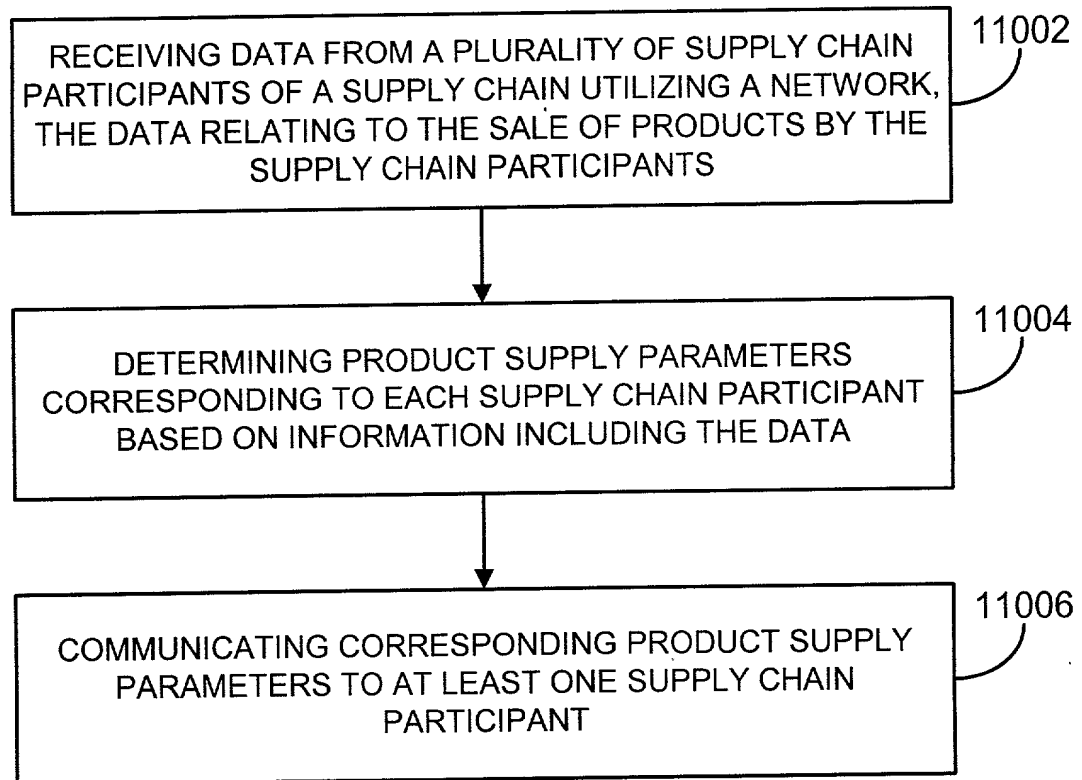 RECEIVING DATA FROM A PLURALITY OF SUPPLY CHAIN
PARTICIPANTS OF A SUPPLY CHAIN UTILIZING A NETWORK,
THE DATA RELATING TO THE SALE OF PRODUCTS BY THE
SUPPLY CHAIN PARTICIPANTS
11002
DETERMINING PRODUCT SUPPLY PARAMETERS
CORRESPONDING TO EACH SUPPLY CHAIN PARTICIPANT
BASED ON INFORMATION INCLUDING THE DATA
11004
COMMUNICATING CORRESPONDING PRODUCT SUPPLY
PARAMETERS TO AT LEAST ONE SUPPLY CHAIN
PARTICIPANT
11006